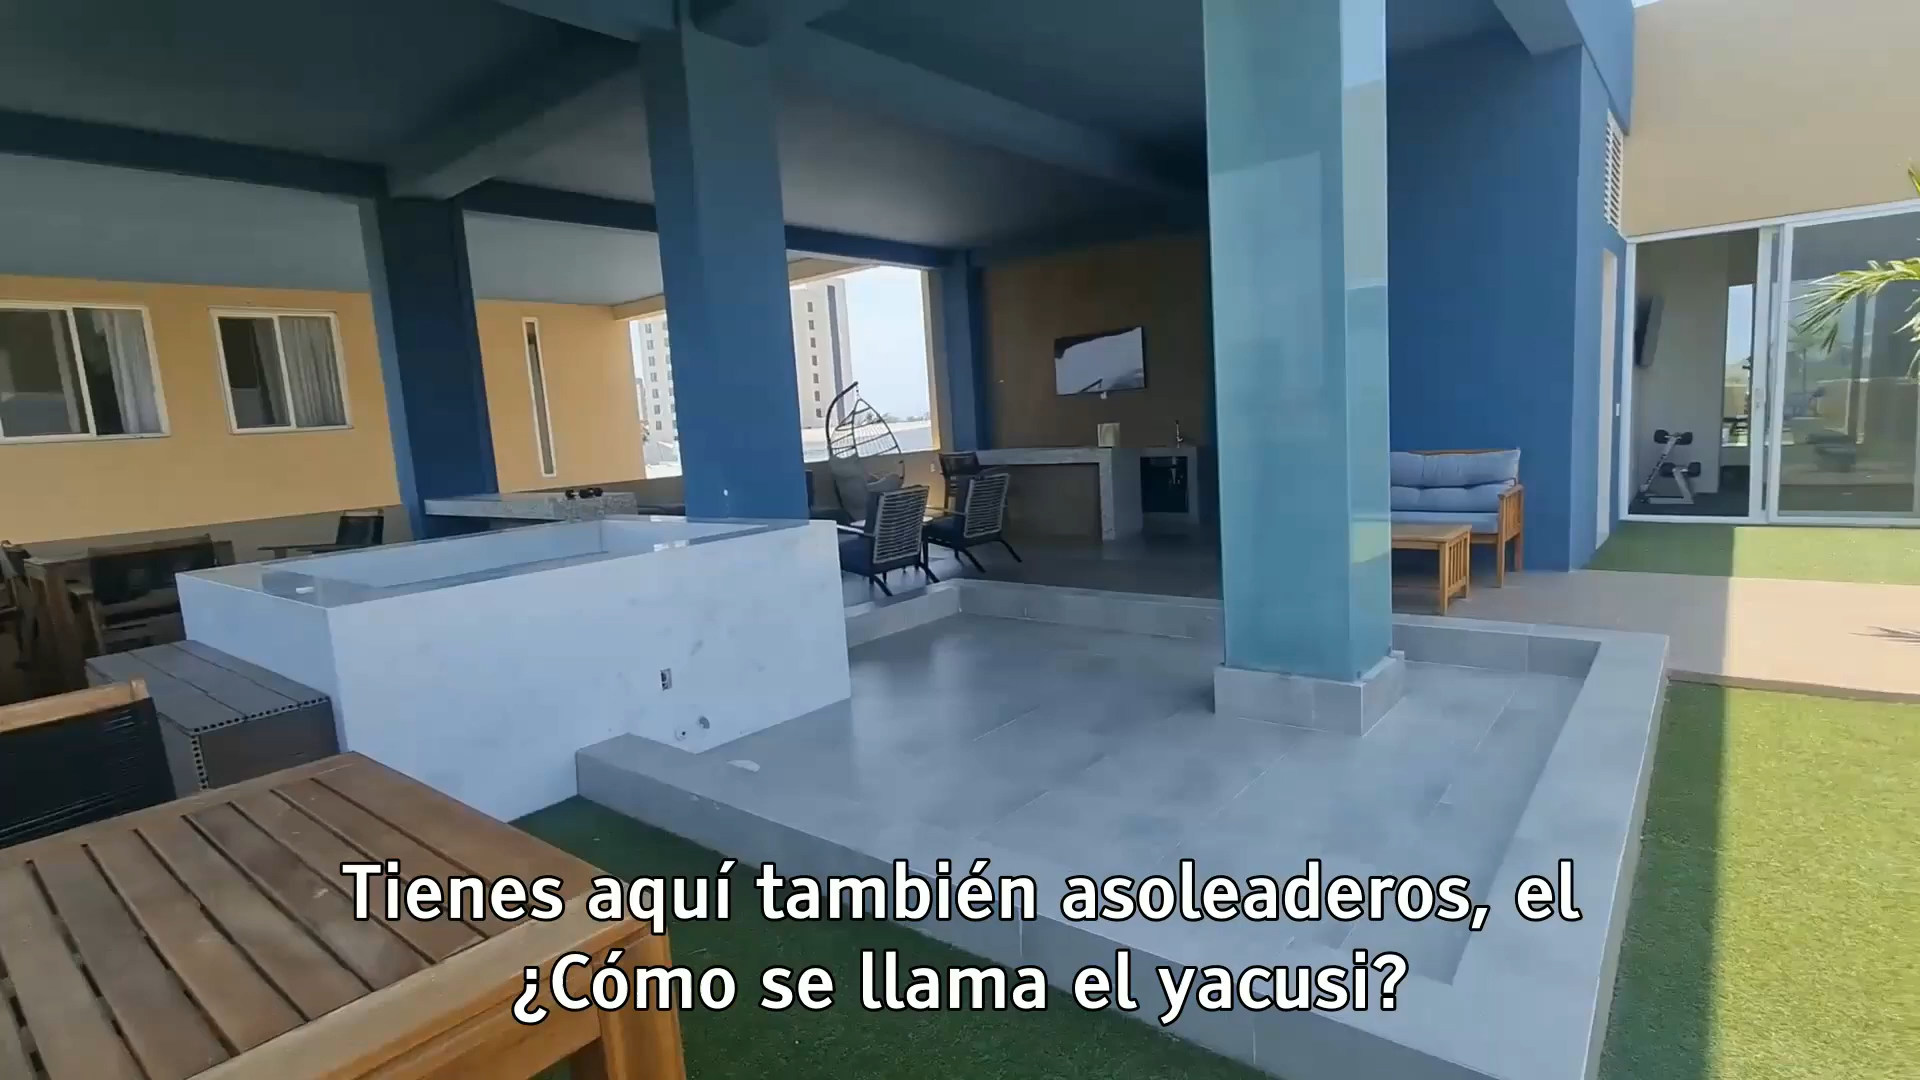 Tienes aquí también asoleaderos, el
¿Cómo se llama el yacusi?